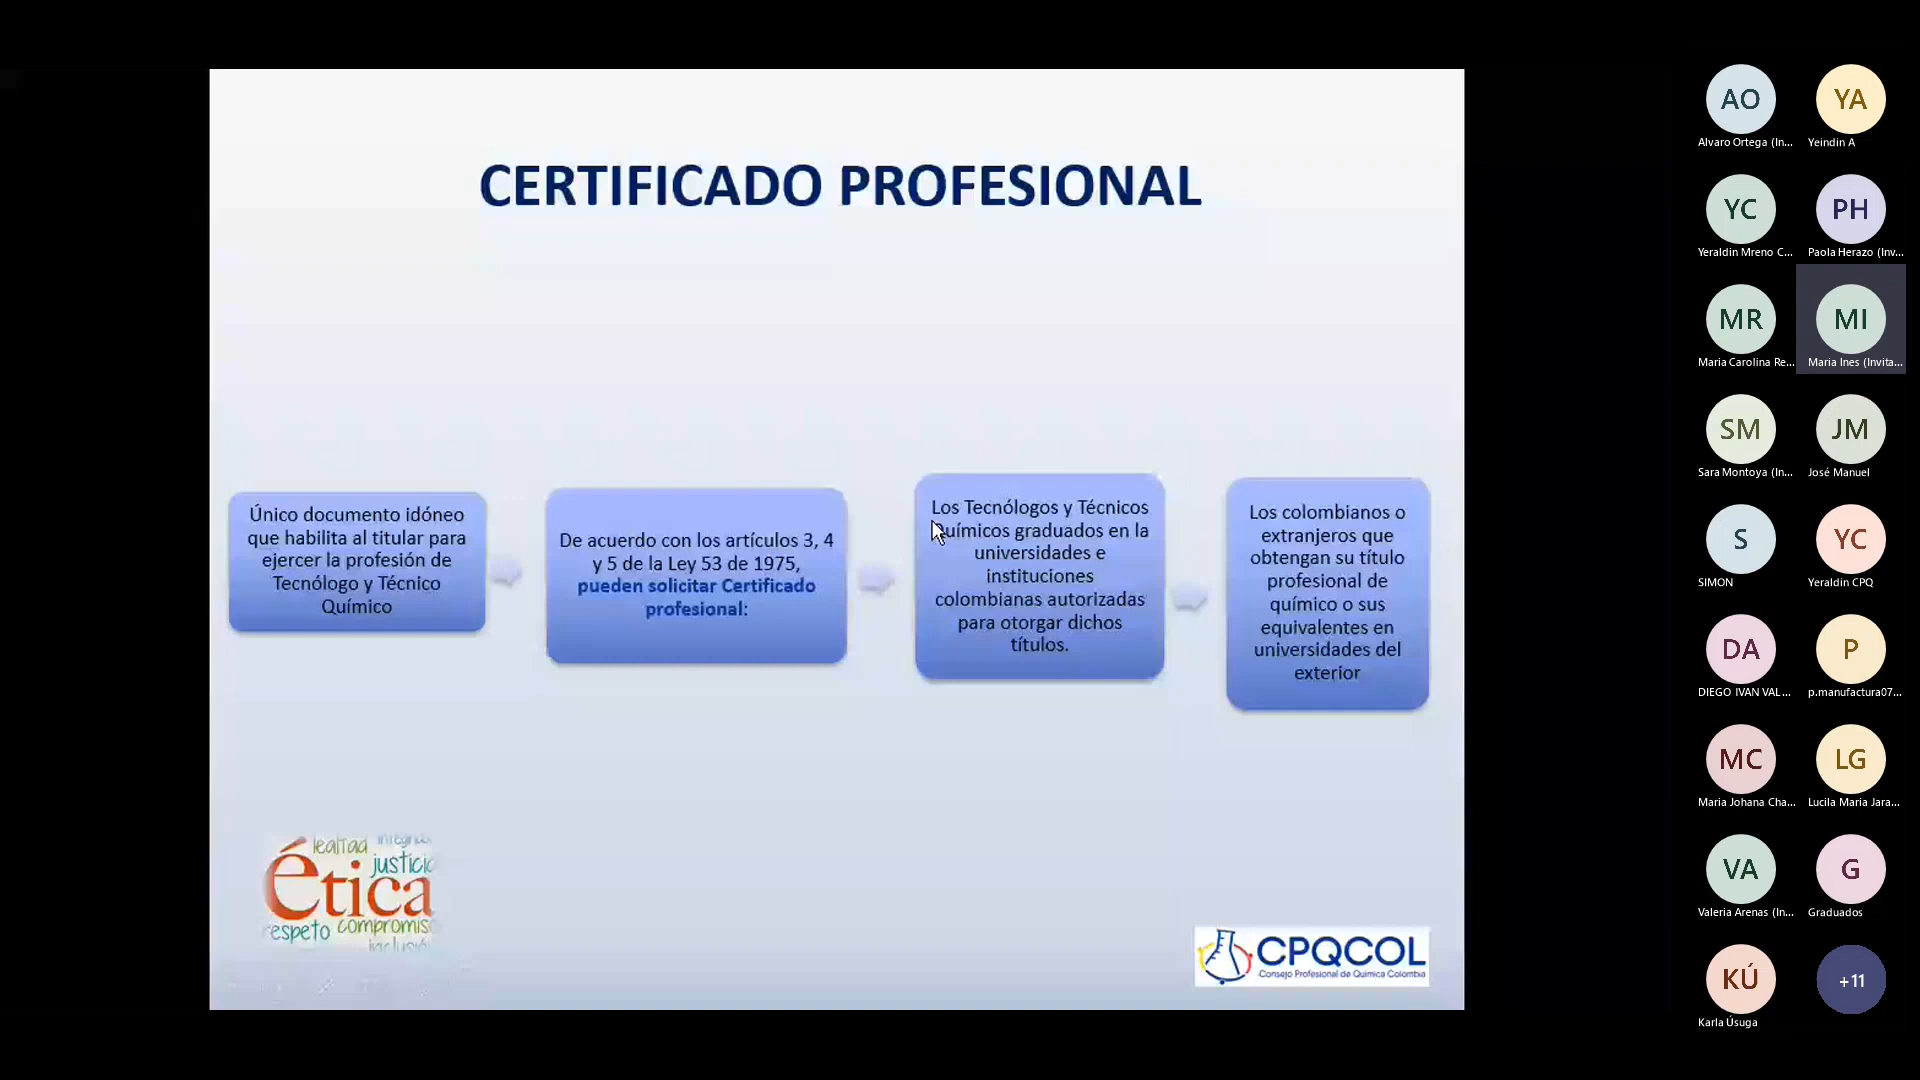 CERTIFICADO PROFESIONAL
Único documento idóneo
que habilita al titular para
ejercer la profesión de
Tecnólogo y Técnico
Químico
De acuerdo con los artículos 3, 4
y 5 de la Ley 53 de 1975,
pueden solicitar Certificado
profesional:
Los Tecnólogos y Técnicos
Químicos graduados en la
universidades e
instituciones
colombianas autorizadas
para otorgar dichos
títulos.
Los colombianos o
extranjeros que
obtengan su título
profesional de
químico o sus
equivalentes en
universidades del
exterior
lealtad
justicia
ética
respeto compromiso
CPQCOL
Consejo Profesional de Química Colombia
AO
Alvaro Ortega (In...
YA
Yeindin A
YC
Yeraldin Mreno C...
PH
Paola Herazo (Inv...
MR
Maria Carolina Re...
MI
Maria Ines (Invita...
SM
Sara Montoya (In...
JM
José Manuel
S
SIMON
YC
Yeraldin CPQ
DA
DIEGO IVAN VAL...
P
p.manufactura07...
MC
Maria Johana Cha...
LG
Lucila Maria Jara...
VA
Valeria Arenas (In...
G
Graduados
KÚ
Karla Úsuga
+11